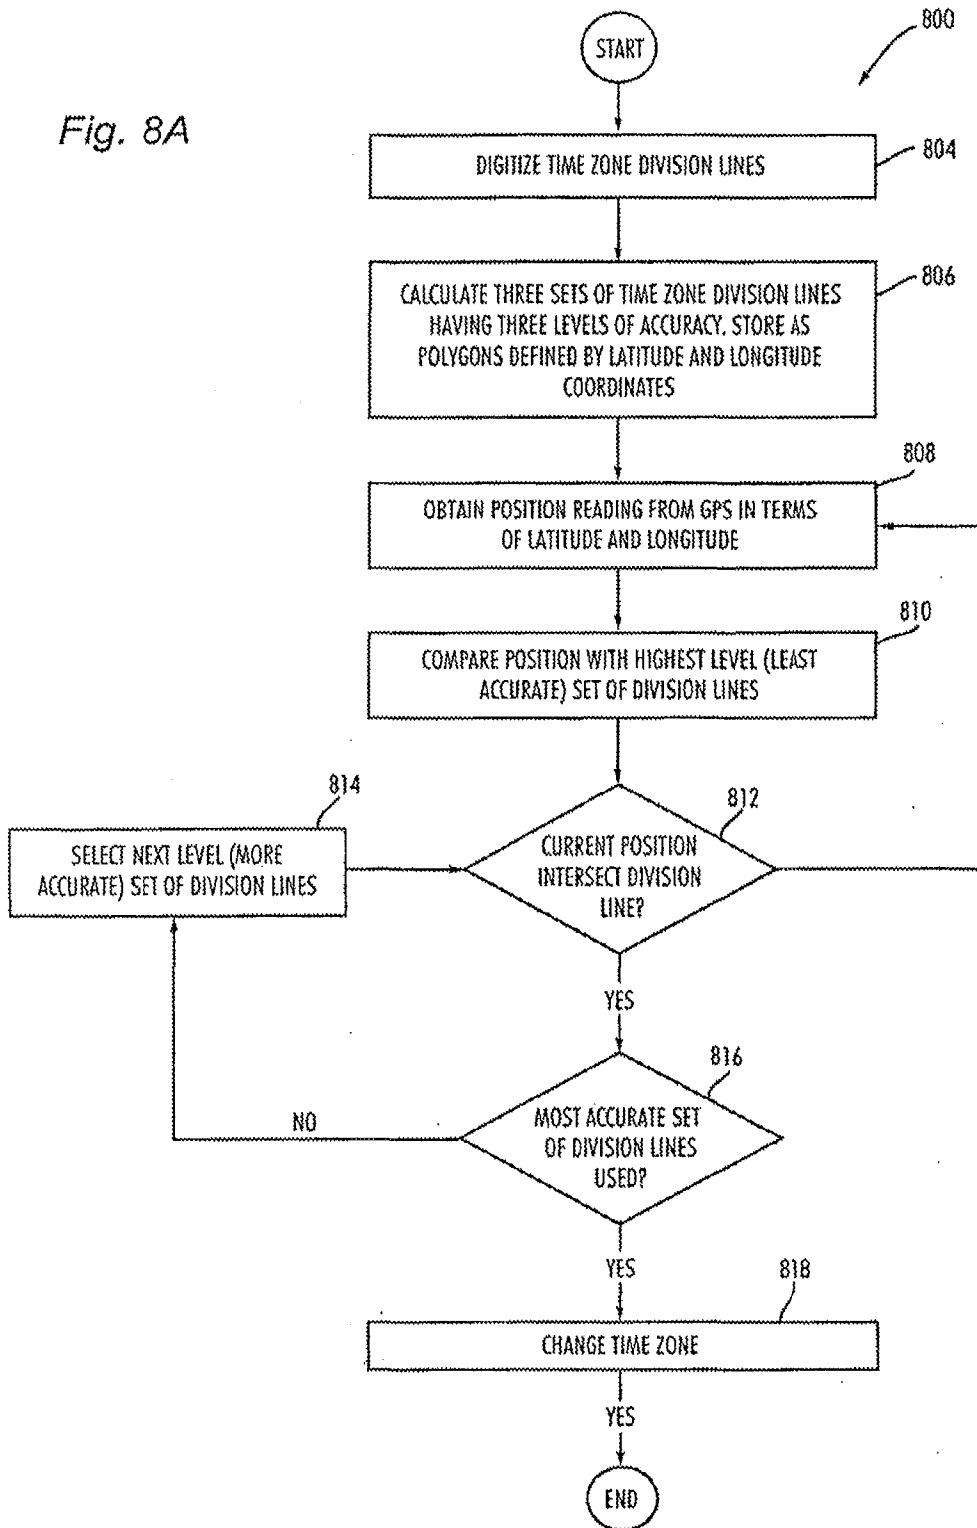 800
START
Fig. 8A
DIGITIZE TIME ZONE DIVISION LINES
804
CALCULATE THREE SETS OF TIME ZONE DIVISION LINES
HAVING THREE LEVELS OF ACCURACY. STORE AS
POLYGONS DEFINED BY LATITUDE AND LONGITUDE
COORDINATES
806
808
OBTAIN POSITION READING FROM GPS IN TERMS
OF LATITUDE AND LONGITUDE
810
COMPARE POSITION WITH HIGHEST LEVEL (LEAST
ACCURATE) SET OF DIVISION LINES
814
SELECT NEXT LEVEL (MORE
ACCURATE) SET OF DIVISION LINES
812
CURRENT POSITION
INTERSECT DIVISION
LINE?
YES
816
MOST ACCURATE SET
OF DIVISION LINES
USED?
NO
YES
818
CHANGE TIME ZONE
YES
END